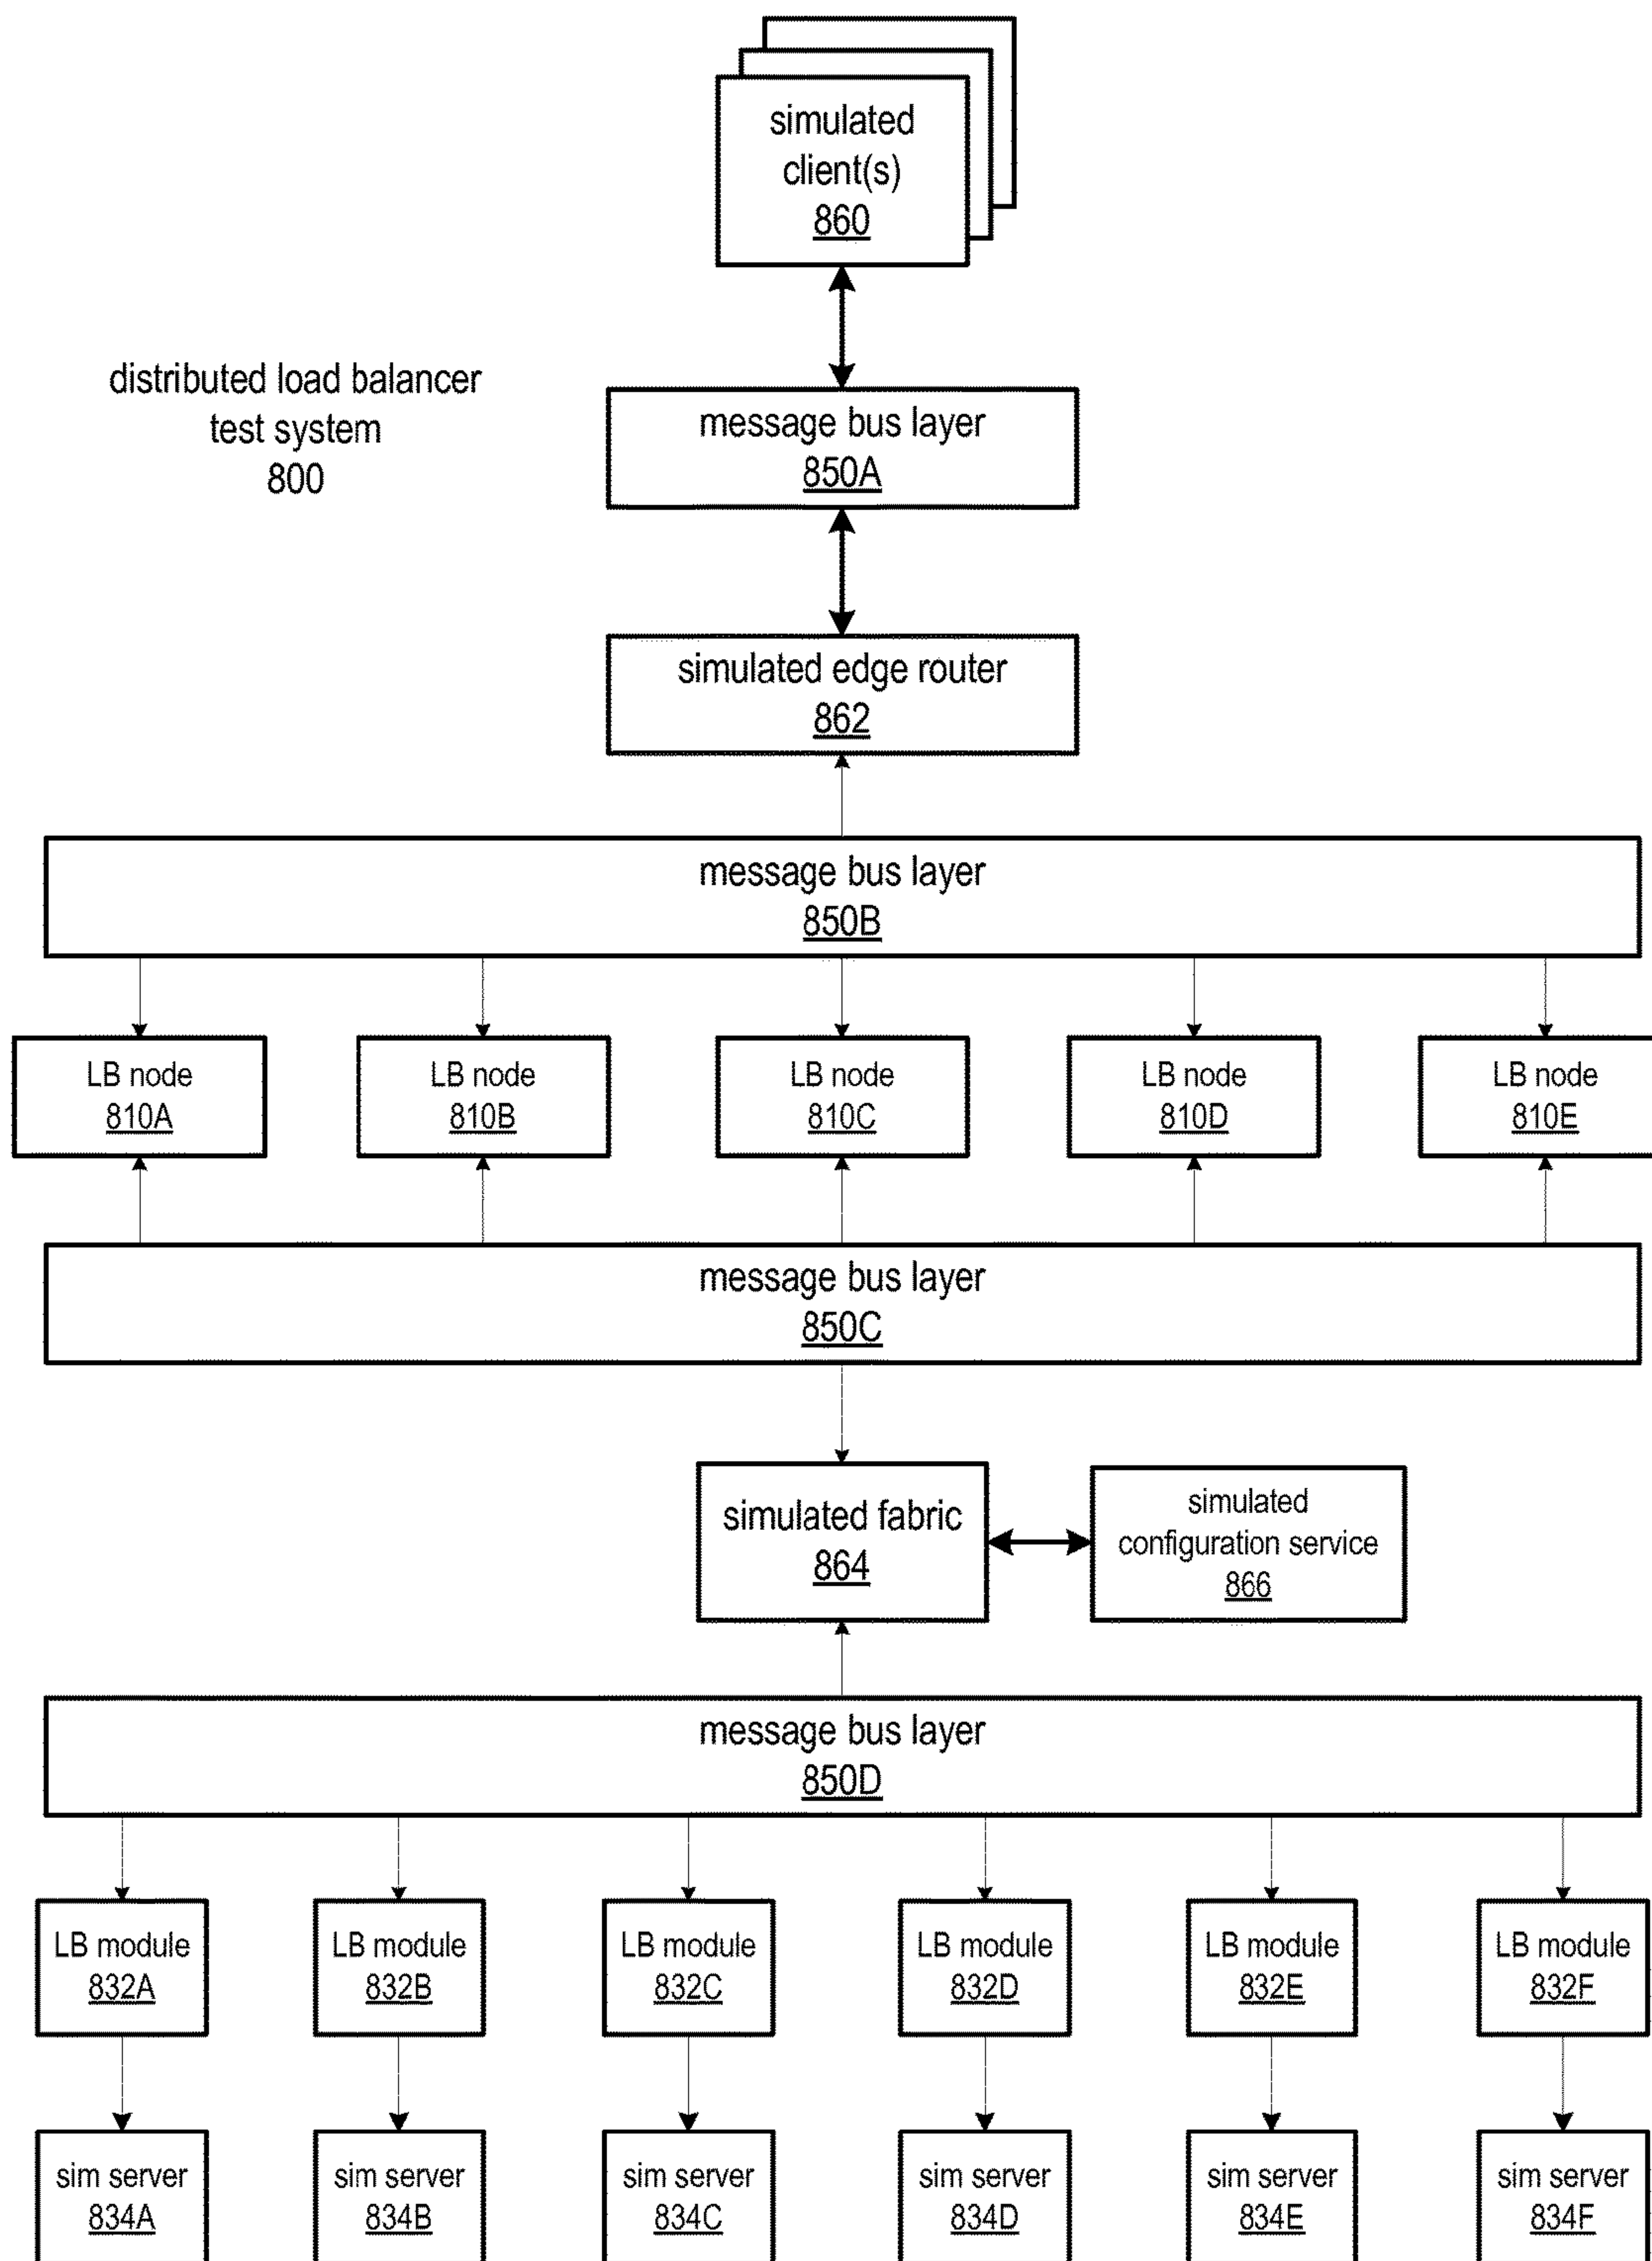 simulated
client(s)
860
distributed load balancer
test system
800
message bus layer
850A
simulated edge router
862
message bus layer
850B
LB node
810A
LB node
810B
LB node
810C
LB node
810D
LB node
810E
message bus layer
850C
simulated fabric
864
simulated
configuration service
866
message bus layer
850D
LB module
832A
LB module
832B
LB module
832C
LB module
832D
LB module
832E
LB module
832F
sim server
834A
sim server
834B
sim server
834C
sim server
834D
sim server
834E
sim server
834F